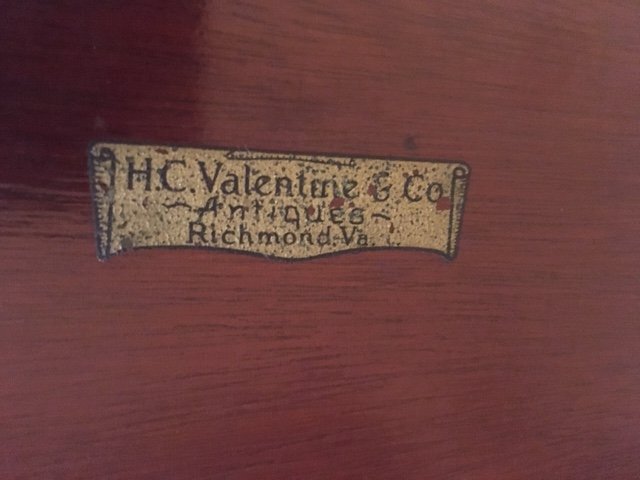 H.C. Valentine & Co
~ Antiques ~
Richmond, Va.